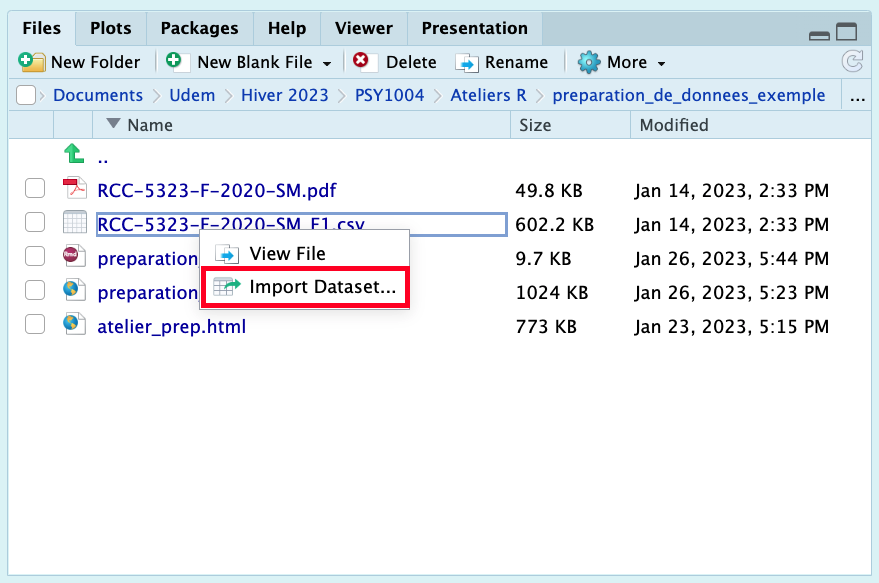 Files Plots Packages Help Viewer Presentation
New Folder New Blank File Delete Rename More
Documents Udem Hiver 2023 PSY1004 Ateliers R preparation_de_donnees_exemple ...
Name Size Modified
..
RCC-5323-F-2020-SM.pdf 49.8 KB Jan 14, 2023, 2:33 PM
RCC-5323-F-2020-SM_F1.csv 602.2 KB Jan 14, 2023, 2:33 PM
View File
preparation 9.7 KB Jan 26, 2023, 5:44 PM
Import Dataset...
preparation 1024 KB Jan 26, 2023, 5:23 PM
atelier_prep.html 773 KB Jan 23, 2023, 5:15 PM